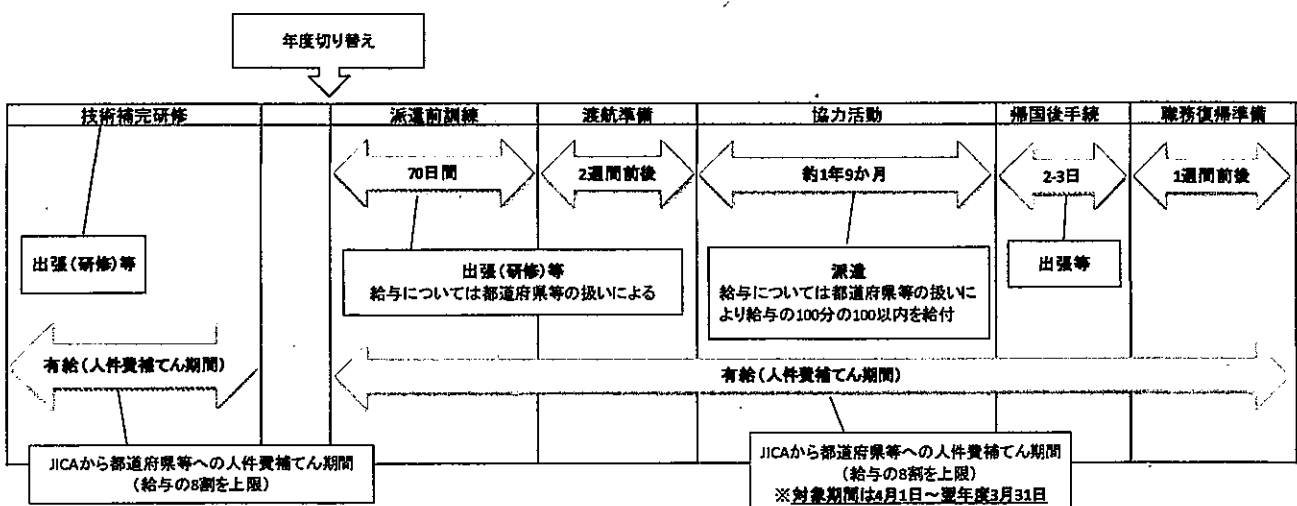 年度切り替え
技術補完研修
派遣前訓練
渡航準備
協力活動
帰国後手続
職務復帰準備
70日間
2週間前後
約1年9か月
2-3日
1週間前後
出張(研修)等
出張(研修)等
給与については都道府県等の扱いによる
派遣
給与については都道府県等の扱いに
より給与の100分の100以内を給付
出張等
有給(人件費補てん期間)
有給(人件費補てん期間)
JICAから都道府県等への人件費補てん期間
(給与の8割を上限)
JICAから都道府県等への人件費補てん期間
(給与の8割を上限)
※対象期間は4月1日～翌年度3月31日